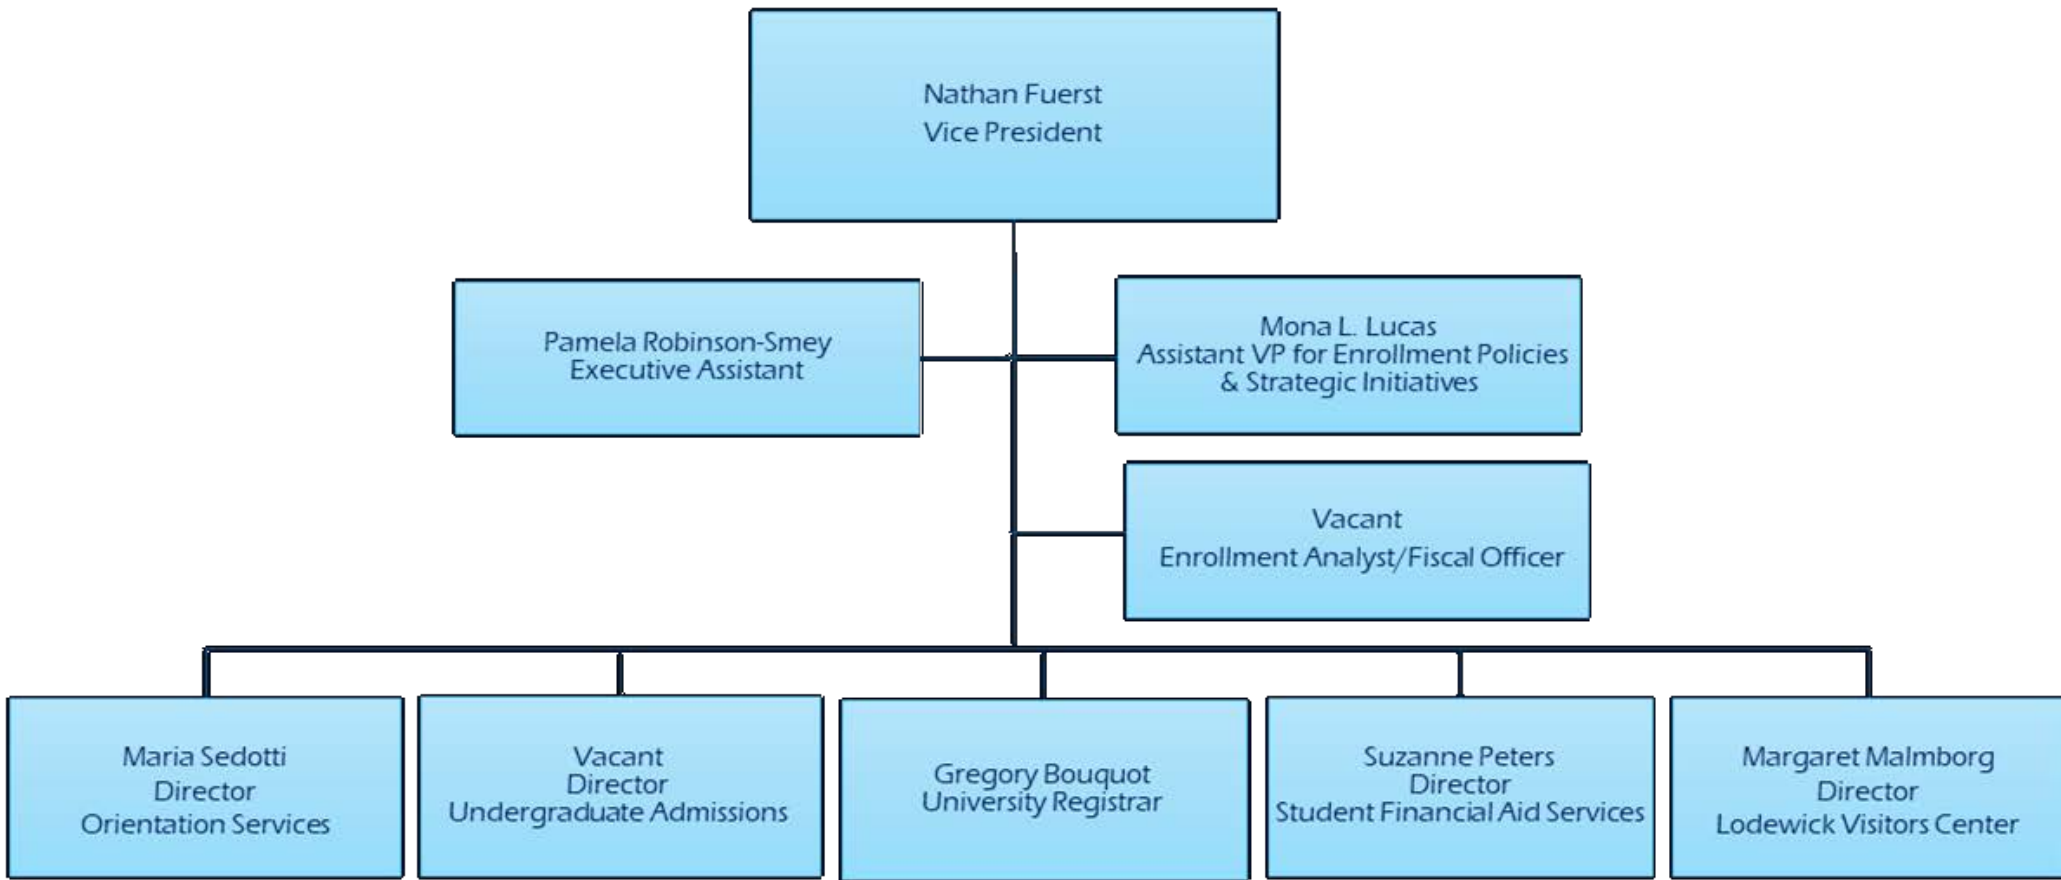 Nathan Fuerst
Vice President
Pamela Robinson-Smey
Executive Assistant
Mona L. Lucas
Assistant VP for Enrollment Policies
& Strategic Initiatives
Vacant
Enrollment Analyst/Fiscal Officer
Maria Sedotti
Director
Orientation Services
Vacant
Director
Undergraduate Admissions
Gregory Bouquot
University Registrar
Suzanne Peters
Director
Student Financial Aid Services
Margaret Malmborg
Director
Lodewick Visitors Center